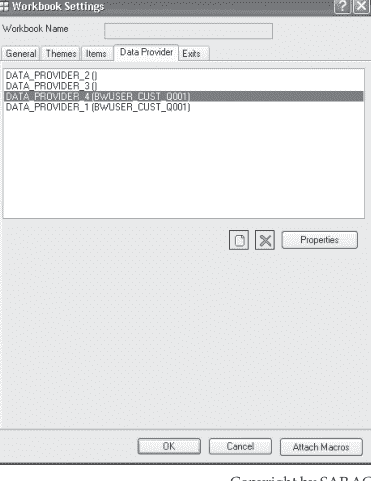 Workbook Settings
Workbook Name
General Themes Items Data Provider Exits
DATA_PROVIDER_2 ()
DATA_PROVIDER_3 ()
DATA_PROVIDER_4 (BWUSER_CUST_Q001)
DATA_PROVIDER_1 (BWUSER_CUST_Q001)
Properties
OK Cancel Attach Macros
Copyright by SAP AG